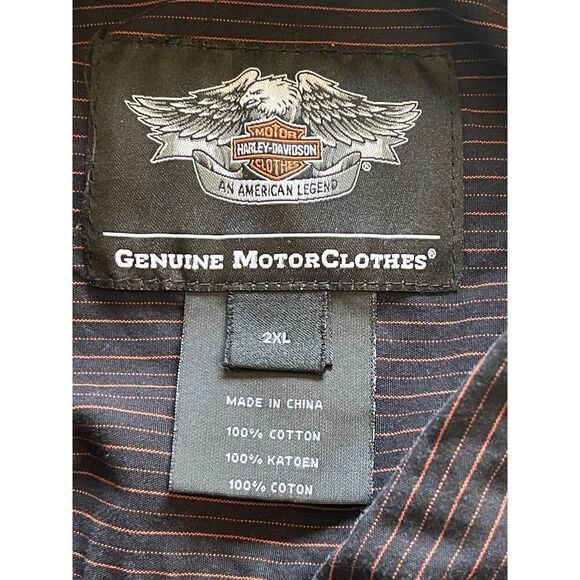 MOTOR
HARLEY-DAVIDSON
CLOTHES
AN AMERICAN LEGEND
®
GENUINE MOTORCLOTHES®
2XL
MADE IN CHINA
100% COTTON
100% KATOEN
100% COTON